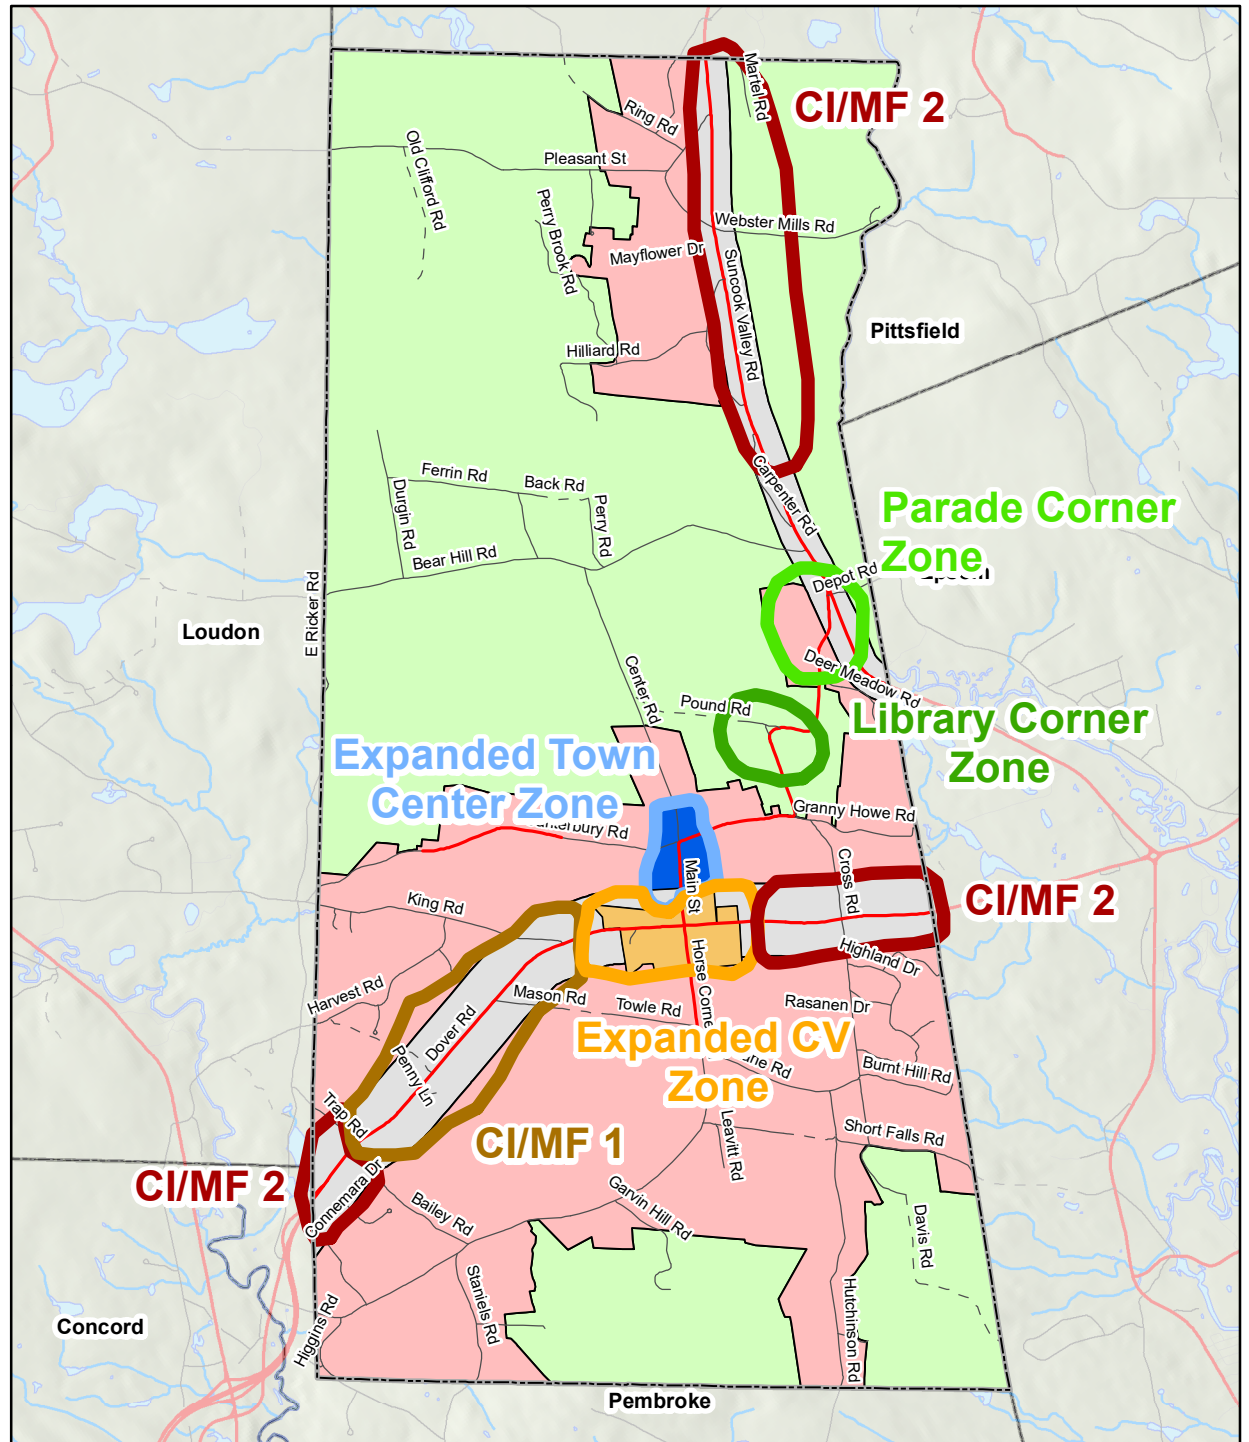 Martel Rd
CI/MF 2
Ring Rd
Old Clifford Rd
Pleasant St
Perry Brook Rd
Webster Mills Rd
Mayflower Dr
Suncook Valley Rd
Pittsfield
Hilliard Rd
Carpenter Rd
Ferrin Rd
Back Rd
Durgin Rd
Perry Rd
Parade Corner
Zone
Bear Hill Rd
Depot Rd
E Ricker Rd
Loudon
Center Rd
Deer Meadow Rd
Pound Rd
Library Corner
Zone
Expanded Town
Center Zone
Granny Howe Rd
Rd
Main St
Cross Rd
CI/MF 2
King Rd
Highland Dr
Horse Corne
Harvest Rd
Mason Rd
Towle Rd
Rasanen Dr
Dover Rd
Expanded CV
Zone
Rd
Burnt Hill Rd
Penny Ln
Trap Rd
Leavitt Rd
Short Falls Rd
CI/MF 1
CI/MF 2
Connemara Dr
Bailey Rd
Garvin Hill Rd
Davis Rd
Staniels Rd
Higgins Rd
Hutchinson Rd
Concord
Pembroke